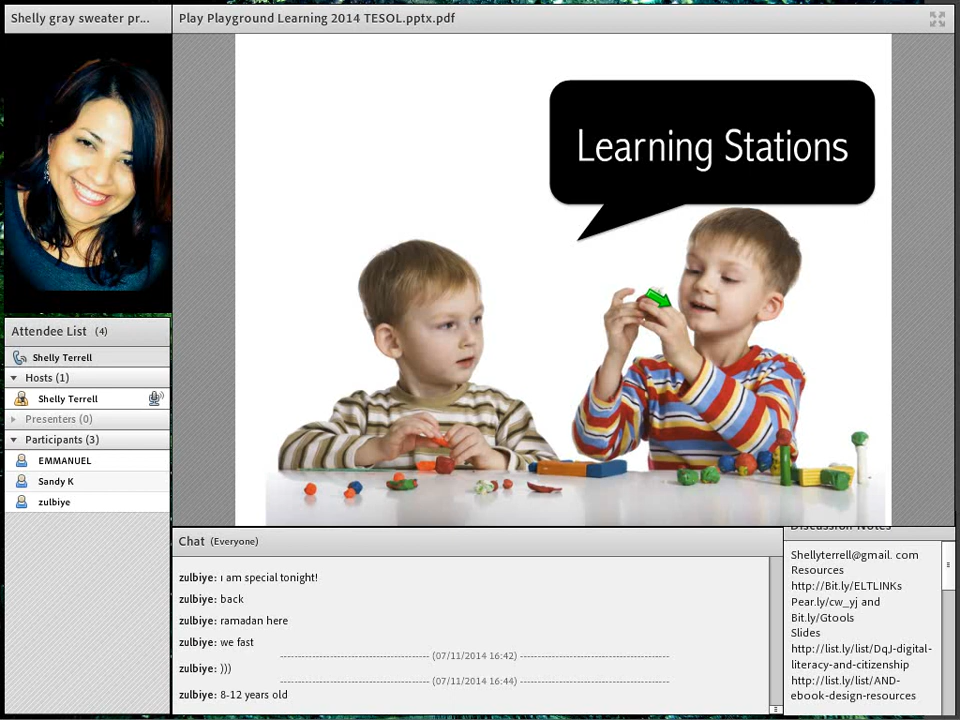 Shelly gray sweater pr...
Play Playground Learning 2014 TESOL.pptx.pdf
Learning Stations
Attendee List (4)
Shelly Terrell
Hosts (1)
Shelly Terrell
Presenters (0)
Participants (3)
EMMANUEL
Sandy K
zulbiye
Chat (Everyone)
zulbiye: ı am special tonight!
zulbiye: back
zulbiye: ramadan here
zulbiye: we fast
(07/11/2014 16:42)
zulbiye: )))
(07/11/2014 16:44)
zulbiye: 8-12 years old
Discussion Notes
Shellyterrell@gmail. com
Resources
http://Bit.ly/ELTLINKs
Pear.ly/cw_yj and
Bit.ly/Gtools
Slides
http://list.ly/list/DqJ-digital-
literacy-and-citizenship
http://list.ly/list/AND-
ebook-design-resources